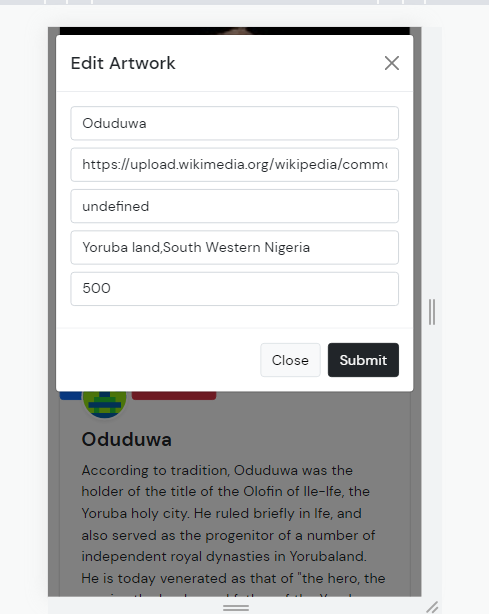 Edit Artwork
Oduduwa
https://upload.wikimedia.org/wikipedia/commo
undefined
Yoruba land,South Western Nigeria
500
Close
Submit
Oduduwa
According to tradition, Oduduwa was the
holder of the title of the Olofin of Ile-Ife, the
Yoruba holy city. He ruled briefly in Ife, and
also served as the progenitor of a number of
independent royal dynasties in Yorubaland.
He is today venerated as that of "the hero, the